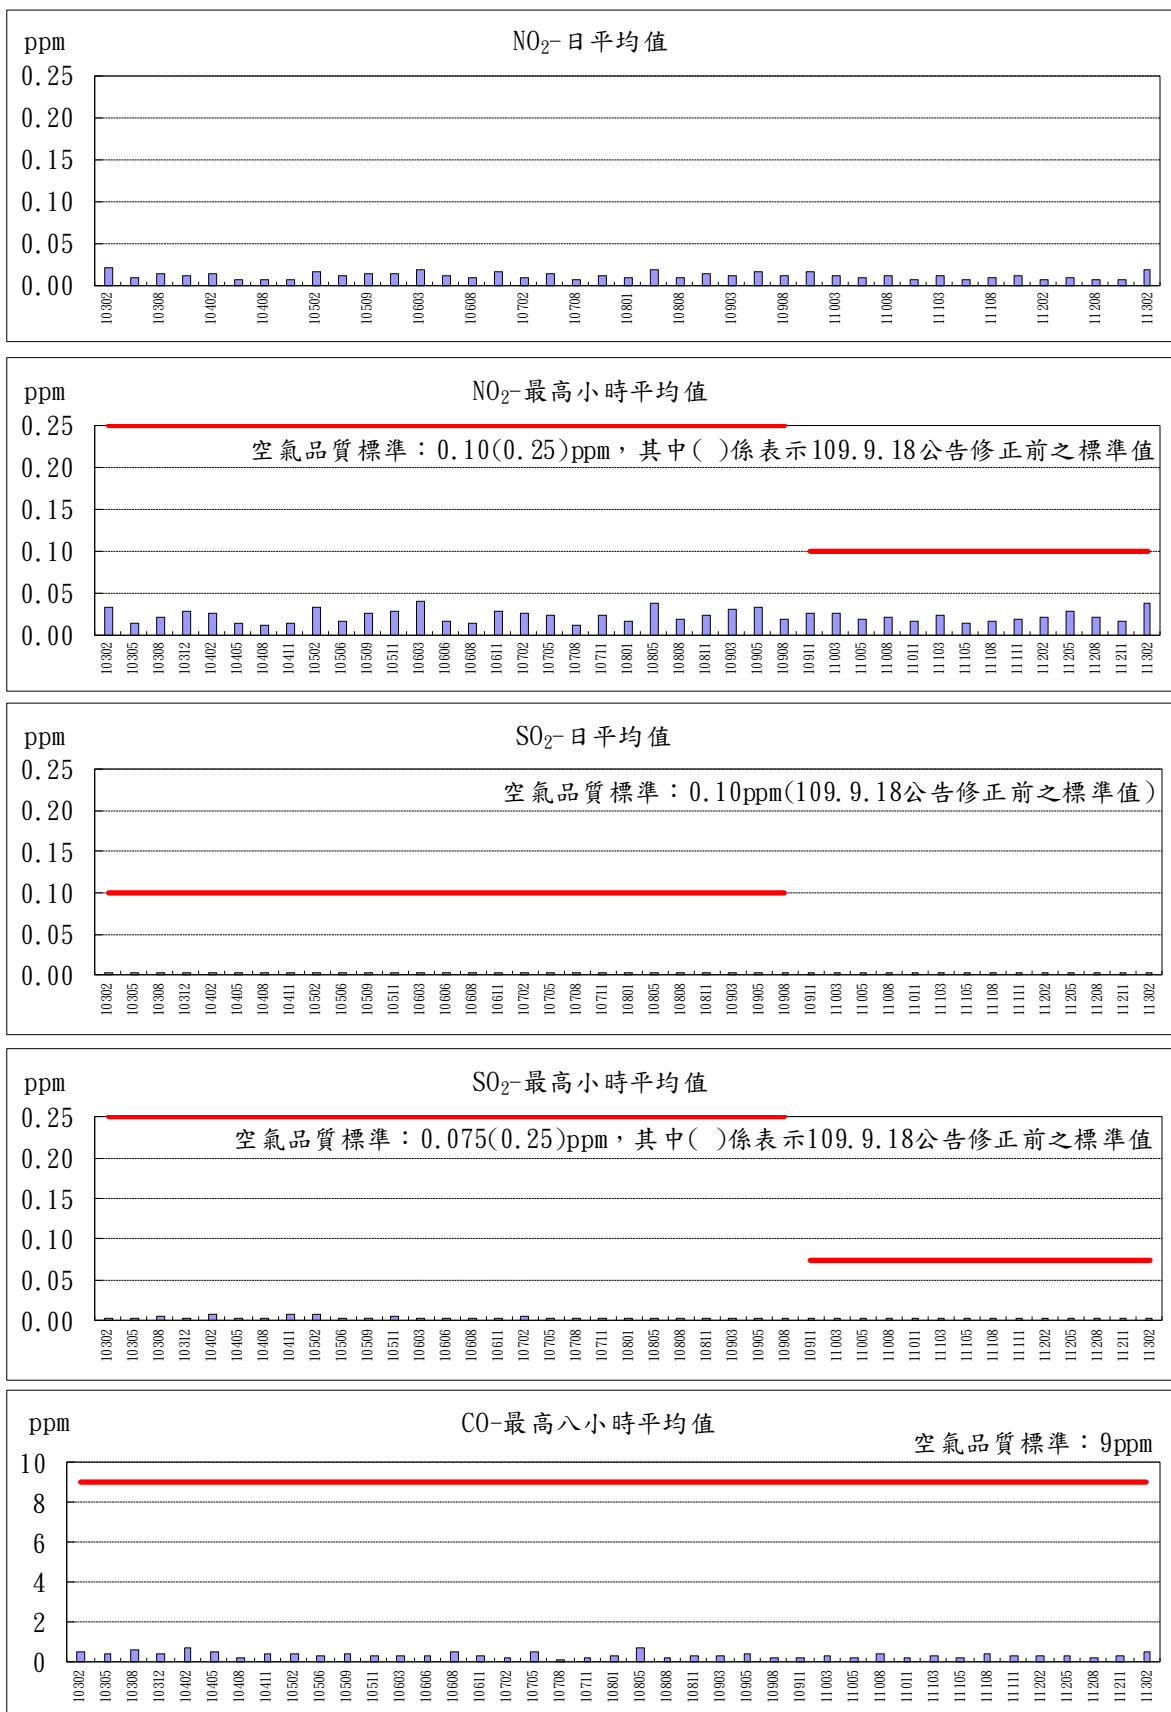 ppm
NO₂-日平均值
0.25
0.20
0.15
0.10
0.05
0.00
10302 10308 10402 10408 10502 10509 10603 10608 10702 10708 10801 10808 10903 10908 11003 11008 11103 11108 11202 11208 11302
ppm
NO₂-最高小時平均值
空氣品質標準：0.10(0.25)ppm，其中( )係表示109.9.18公告修正前之標準值
0.25
0.20
0.15
0.10
0.05
0.00
10302 10305 10308 10312 10402 10405 10408 10411 10502 10506 10509 10511 10603 10606 10608 10611 10702 10705 10708 10711 10801 10805 10808 10811 10903 10905 10908 10911 11003 11005 11008 11011 11103 11105 11108 11111 11202 11205 11208 11211 11302
ppm
SO₂-日平均值
空氣品質標準：0.10ppm(109.9.18公告修正前之標準值)
0.25
0.20
0.15
0.10
0.05
0.00
10302 10305 10308 10312 10402 10405 10408 10411 10502 10506 10509 10511 10603 10606 10608 10611 10702 10705 10708 10711 10801 10805 10808 10811 10903 10905 10908 10911 11003 11005 11008 11011 11103 11105 11108 11111 11202 11205 11208 11211 11302
ppm
SO₂-最高小時平均值
空氣品質標準：0.075(0.25)ppm，其中( )係表示109.9.18公告修正前之標準值
0.25
0.20
0.15
0.10
0.05
0.00
10302 10305 10308 10312 10402 10405 10408 10411 10502 10506 10509 10511 10603 10606 10608 10611 10702 10705 10708 10711 10801 10805 10808 10811 10903 10905 10908 10911 11003 11005 11008 11011 11103 11105 11108 11111 11202 11205 11208 11211 11302
ppm
CO-最高八小時平均值
空氣品質標準：9ppm
10
8
6
4
2
0
10302 10305 10308 10312 10402 10405 10408 10411 10502 10506 10509 10511 10603 10606 10608 10611 10702 10705 10708 10711 10801 10805 10808 10811 10903 10905 10908 10911 11003 11005 11008 11011 11103 11105 11108 11111 11202 11205 11208 11211 11302